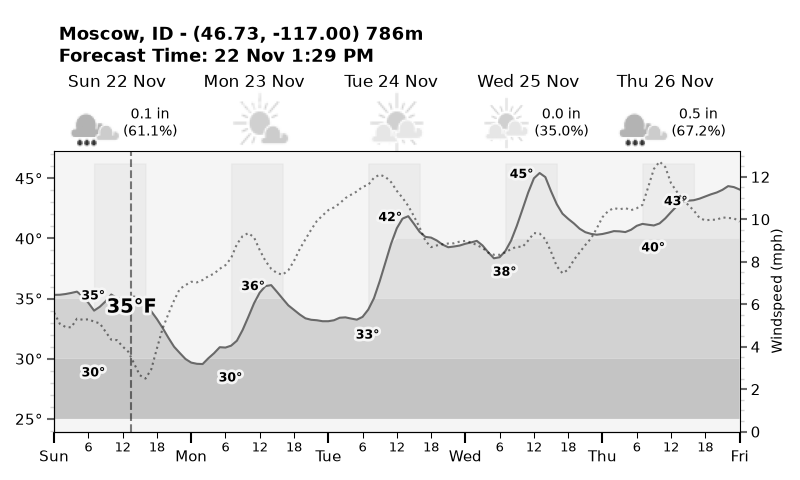 Moscow, ID - (46.73, -117.00) 786m
Forecast Time: 22 Nov 1:29 PM
Sun 22 Nov Mon 23 Nov Tue 24 Nov Wed 25 Nov Thu 26 Nov
0.1 in 0.0 in 0.5 in
(61.1%) (35.0%) (67.2%)
45° 45° 12
42° 43° 10
40° 40° 8
38°
36°
35° 35° 35°F 6
33°
30° 30° 30° 4
2
25° 0
Windspeed (mph)
6 12 18 6 12 18 6 12 18 6 12 18 6 12 18
Sun Mon Tue Wed Thu Fri